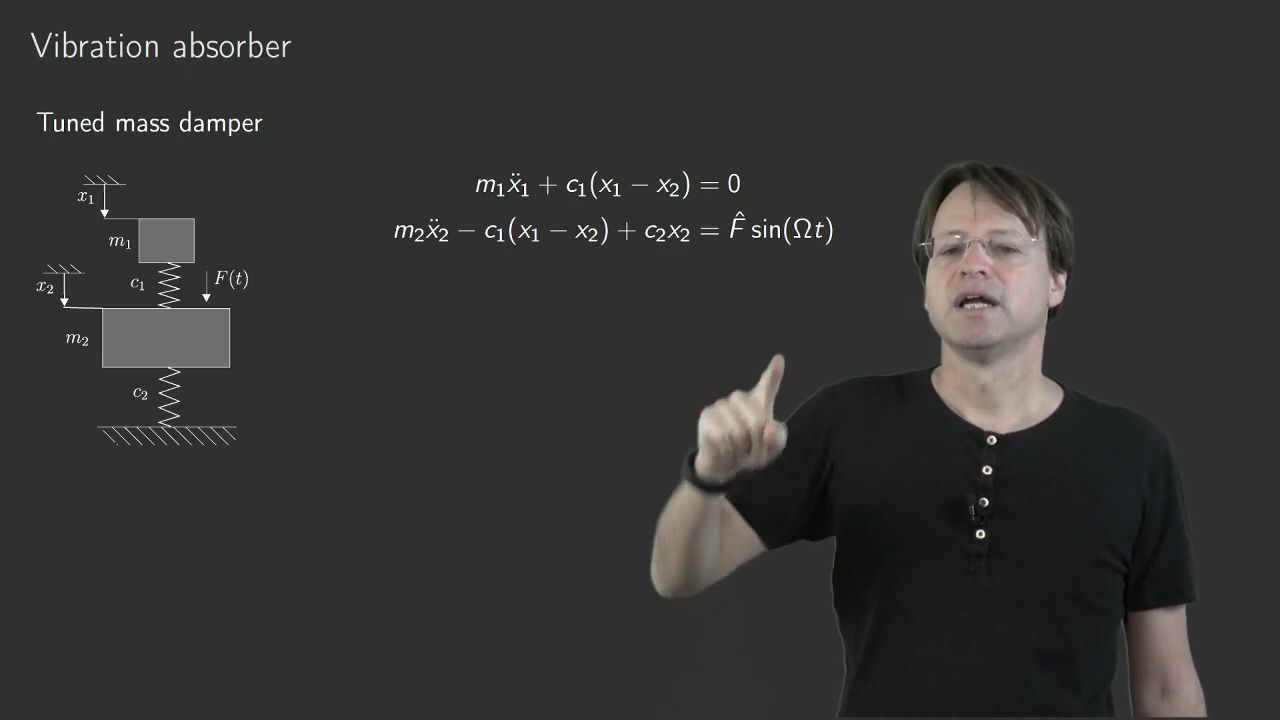 Vibration absorber
Tuned mass damper
x₁
m₁
x₂
c₁
F(t)
m₂
c₂
m₁ẍ₁ + c₁(x₁ − x₂) = 0
m₂ẍ₂ − c₁(x₁ − x₂) + c₂x₂ = F̂ sin(Ωt)